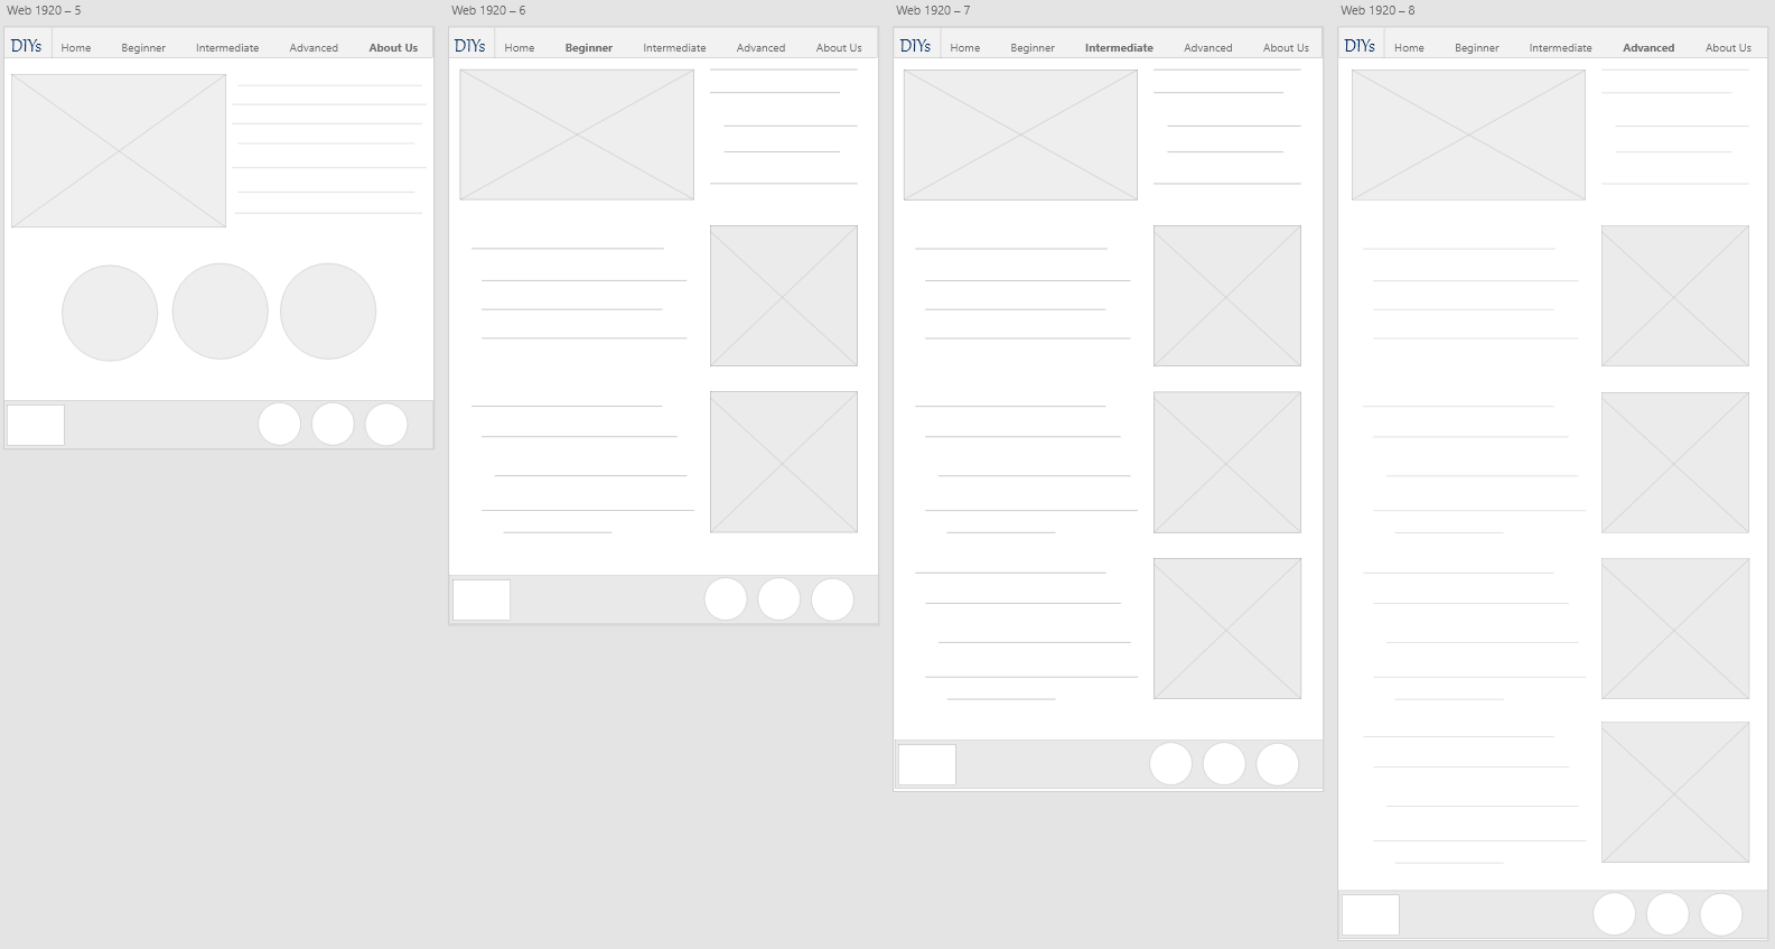 Web 1920 – 5
DIYs Home Beginner Intermediate Advanced About Us
Web 1920 – 6
DIYs Home Beginner Intermediate Advanced About Us
Web 1920 – 7
DIYs Home Beginner Intermediate Advanced About Us
Web 1920 – 8
DIYs Home Beginner Intermediate Advanced About Us